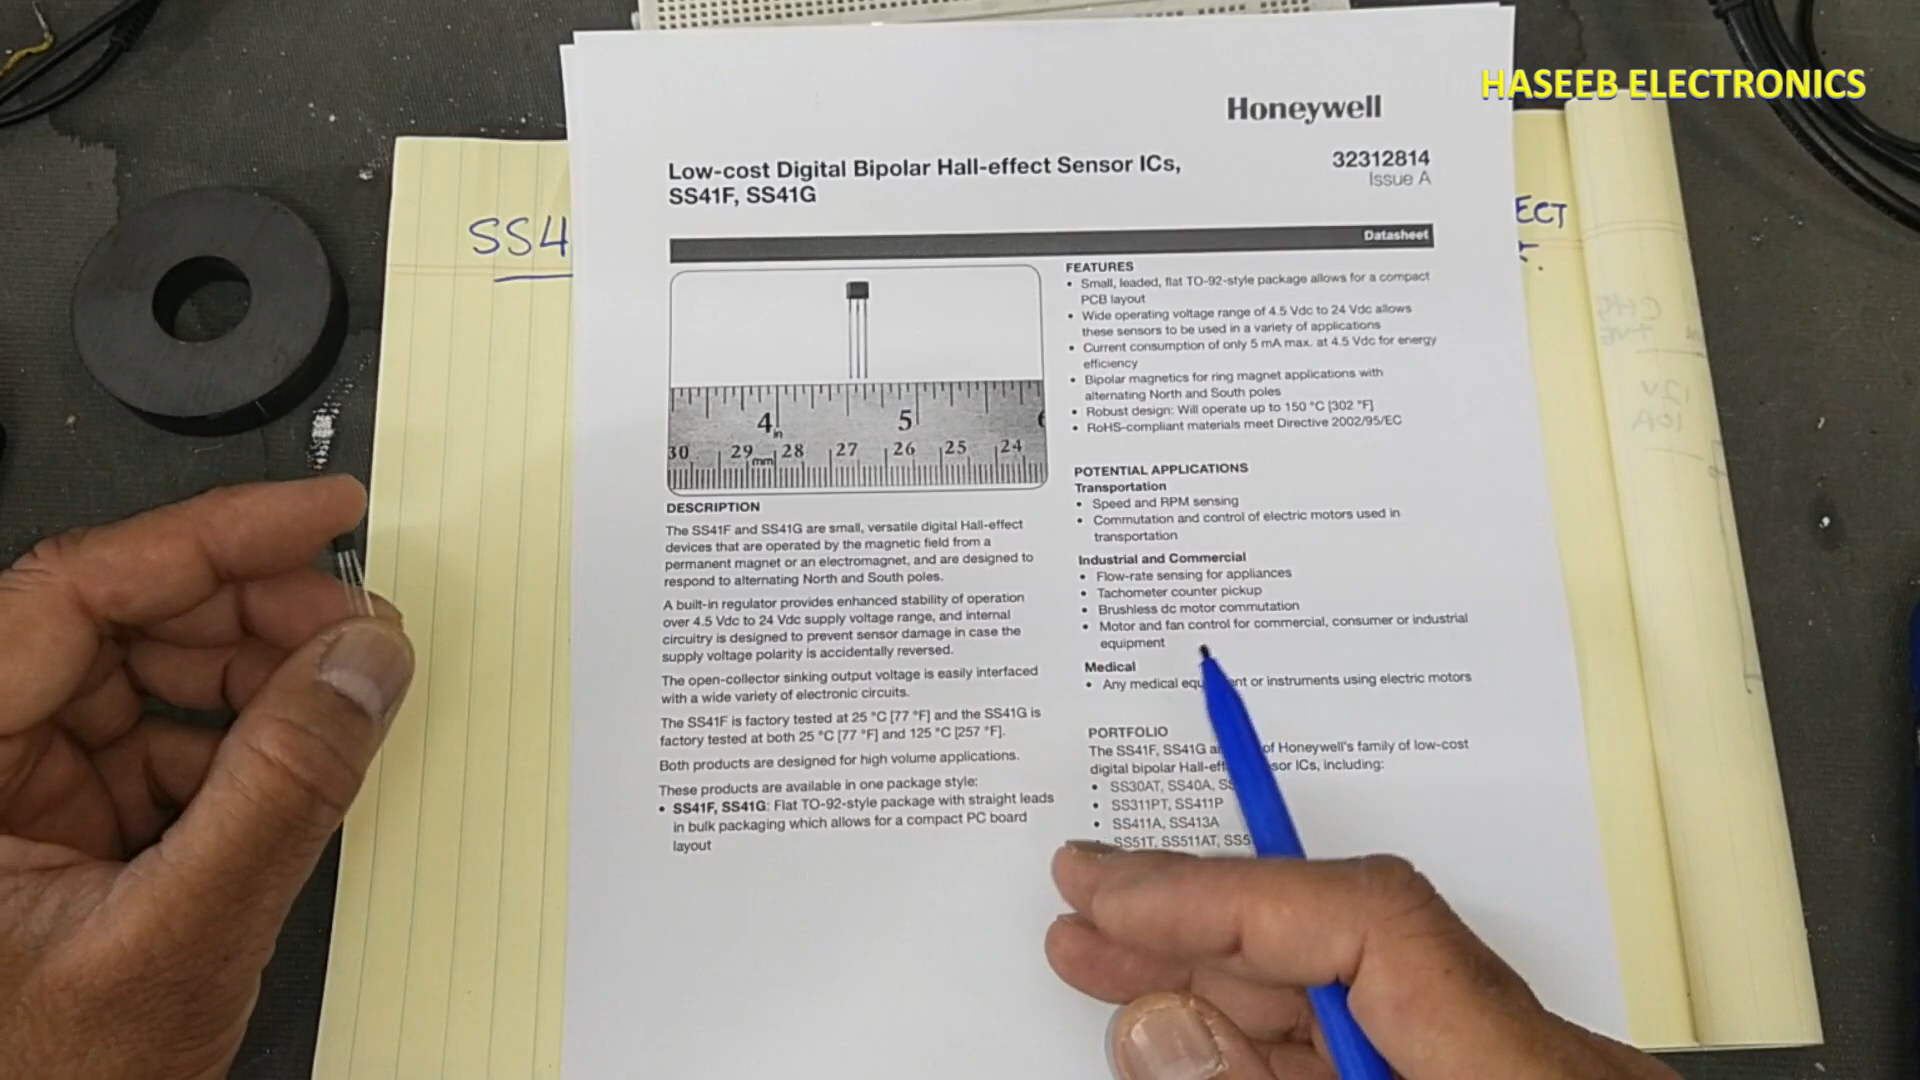 HASEEB ELECTRONICS
Honeywell
Low-cost Digital Bipolar Hall-effect Sensor ICs,
SS41F, SS41G
32312814
Issue A
SS4
ECT
Datasheet
4 5
in
30 29 28 27 26 25 24
mm
DESCRIPTION
The SS41F and SS41G are small, versatile digital Hall-effect
devices that are operated by the magnetic field from a
permanent magnet or an electromagnet, and are designed to
respond to alternating North and South poles.
A built-in regulator provides enhanced stability of operation
over 4.5 Vdc to 24 Vdc supply voltage range, and internal
circuitry is designed to prevent sensor damage in case the
supply voltage polarity is accidentally reversed.
The open-collector sinking output voltage is easily interfaced
with a wide variety of electronic circuits.
The SS41F is factory tested at 25 °C [77 °F] and the SS41G is
factory tested at both 25 °C [77 °F] and 125 °C [257 °F].
Both products are designed for high volume applications.
These products are available in one package style:
• SS41F, SS41G: Flat TO-92-style package with straight leads
in bulk packaging which allows for a compact PC board
layout
FEATURES
• Small, leaded, flat TO-92-style package allows for a compact
PCB layout
• Wide operating voltage range of 4.5 Vdc to 24 Vdc allows
these sensors to be used in a variety of applications
• Current consumption of only 5 mA max. at 4.5 Vdc for energy
efficiency
• Bipolar magnetics for ring magnet applications with
alternating North and South poles
• Robust design: Will operate up to 150 °C [302 °F]
• RoHS-compliant materials meet Directive 2002/95/EC
POTENTIAL APPLICATIONS
Transportation
• Speed and RPM sensing
• Commutation and control of electric motors used in
transportation
Industrial and Commercial
• Flow-rate sensing for appliances
• Tachometer counter pickup
• Brushless dc motor commutation
• Motor and fan control for commercial, consumer or industrial
equipment
Medical
• Any medical equ nt or instruments using electric motors
PORTFOLIO
The SS41F, SS41G a of Honeywell's family of low-cost
digital bipolar Hall-eff sor ICs, including:
• SS30AT, SS40A, SS
• SS311PT, SS411P
• SS411A, SS413A
SS51T, SS511AT, SS5
12V
10A